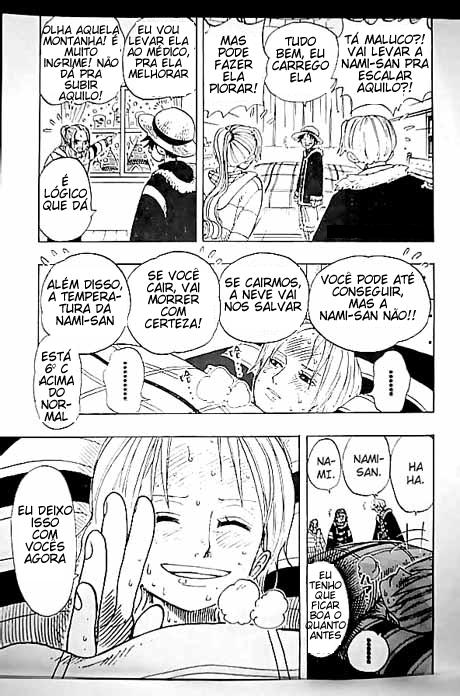 TÁ MALUCO?!
VAI LEVAR A
NAMI-SAN
PRA
ESCALAR
AQUILO?!
TUDO
BEM, EU
CARREGO
ELA
MAS
PODE
FAZER
ELA
PIORAR!
EU VOU
LEVAR ELA
AO MÉDICO,
PRA ELA
MELHORAR
OLHA AQUELA
MONTANHA! É
MUITO
INGRIME! NÃO
DÁ PRA
SUBIR
AQUILO!
É
LÓGICO
QUE DÁ
VOCÊ PODE ATÉ
CONSEGUIR,
MAS A
NAMI-SAN
NÃO!!
SE
CAIRMOS,
A NEVE VAI
NOS SALVAR
SE VOCÊ
CAIR, VAI
MORRER
COM
CERTEZA!
ALÉM DISSO,
A TEMPERA-
TURA DA
NAMI-SAN
ESTÁ
6° C
ACIMA
DO
NOR-
MAL
......
......
HA
HA.
NAMI-
SAN.
NA-
MI.
EU
TENHO
QUE
FICAR
BOA O
QUANTO
ANTES
......
EU DEIXO
ISSO
COM
VOCÊS
AGORA